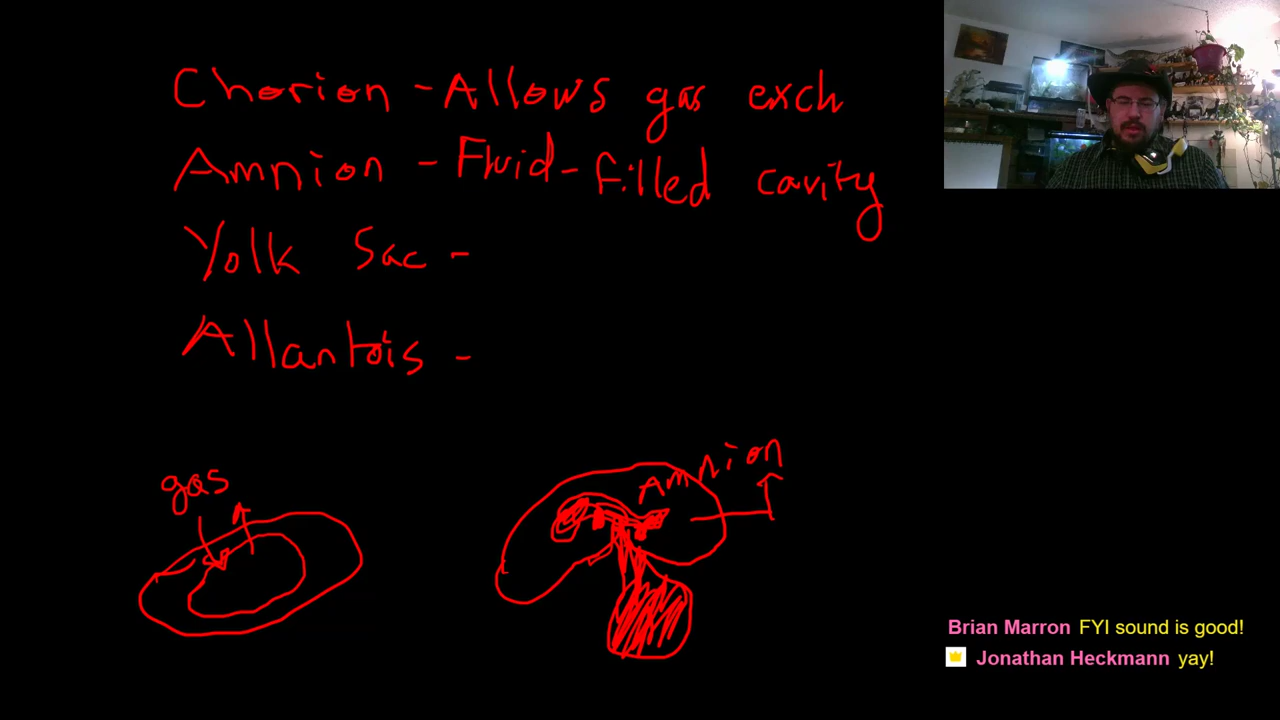 Chorion - Allows gas exch
Amnion - Fluid-filled cavity
Yolk Sac -
Allantois -
gas
Amnion
Brian Marron FYI sound is good!
Jonathan Heckmann yay!